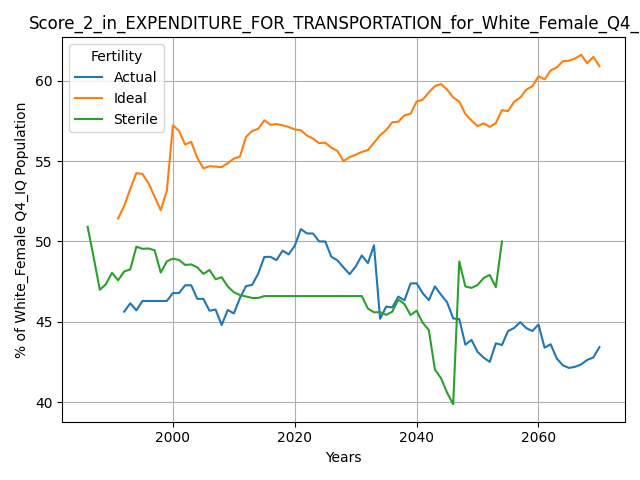 Score_2_in_EXPENDITURE_FOR_TRANSPORTATION_for_White_Female_Q4_
Fertility
Actual
Ideal
Sterile
% of White_Female Q4_IQ Population
60
55
50
45
40
2000
2020
2040
2060
Years